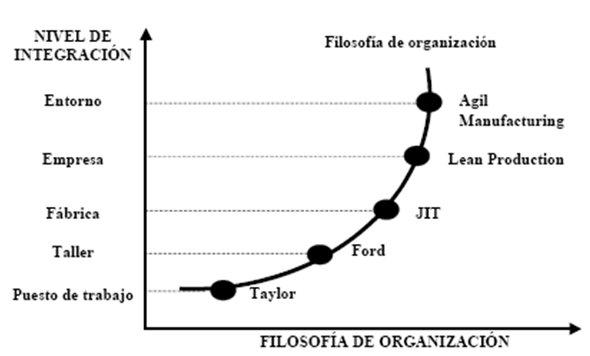 NIVEL DE
INTEGRACIÓN
Filosofía de organización
Entorno
Agil
Manufacturing
Empresa
Lean Production
Fábrica
JIT
Taller
Ford
Puesto de trabajo
Taylor
FILOSOFÍA DE ORGANIZACIÓN